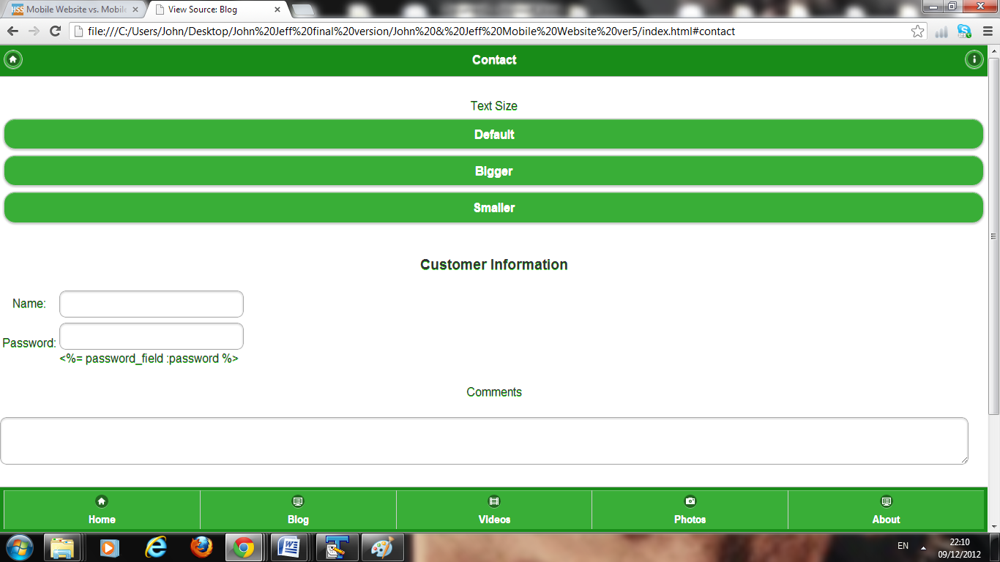 Mobile Website vs. Mobile
View Source: Blog
file:///C:/Users/John/Desktop/John%20Jeff%20final%20version/John%20&%20Jeff%20Mobile%20Website%20ver5/index.html#contact
Contact
Text Size
Default
Bigger
Smaller
Customer Information
Name:
Password:
<%= password_field :password %>
Comments
Home Blog Videos Photos About
EN
22:10
09/12/2012